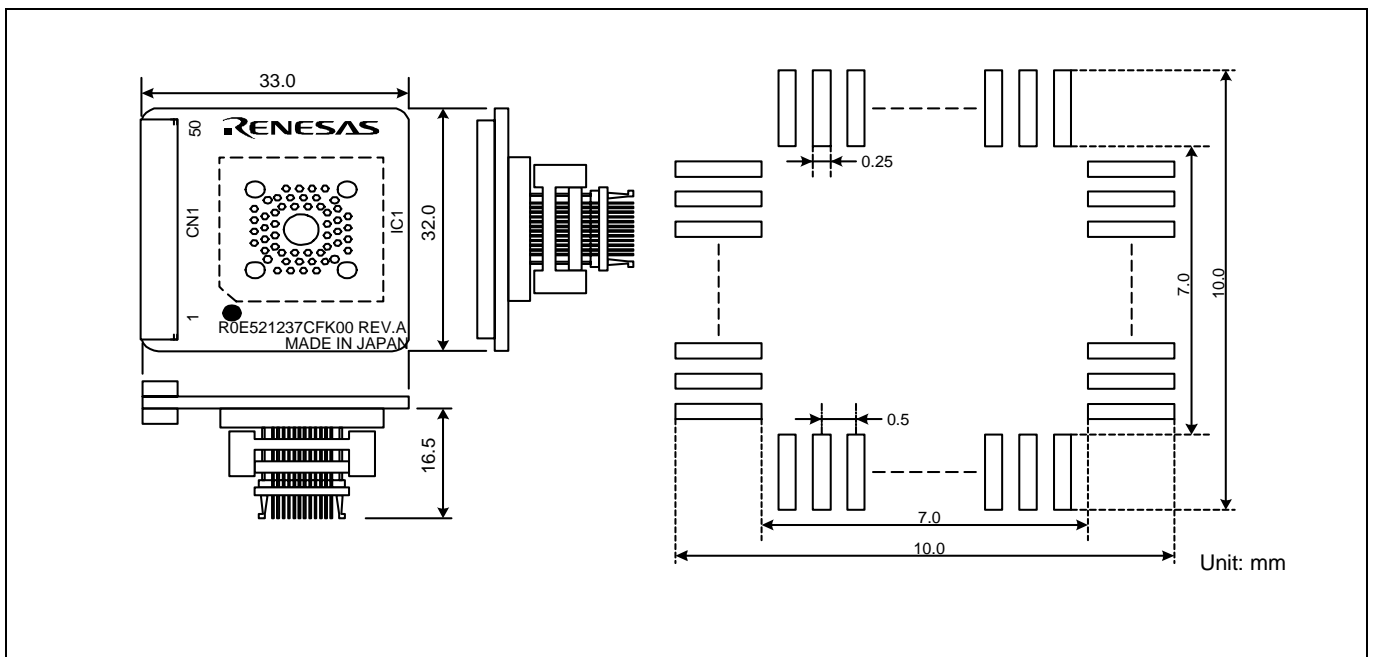 33.0
50
RENESAS
CN1
IC1
32.0
1
R0E521237CFK00 REV.A
MADE IN JAPAN
16.5
0.25
7.0
10.0
0.5
7.0
10.0
Unit: mm